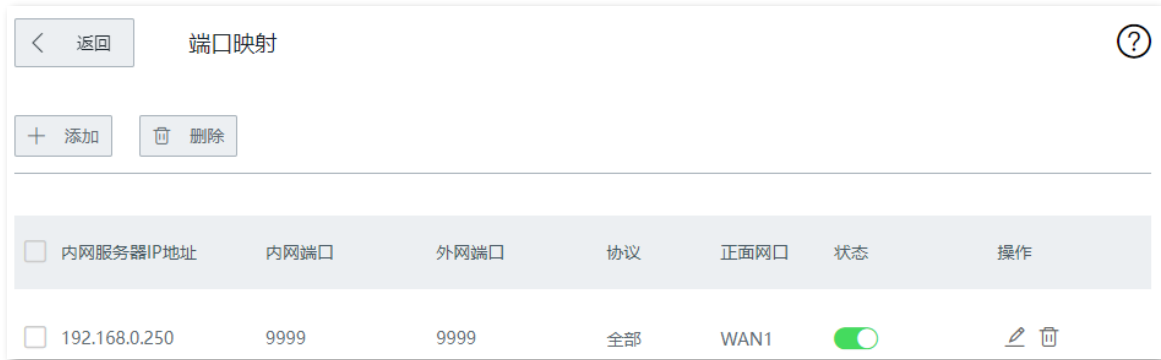 返回 端口映射 ?
添加 删除
内网服务器IP地址 内网端口 外网端口 协议 正面网口 状态 操作
192.168.0.250 9999 9999 全部 WAN1